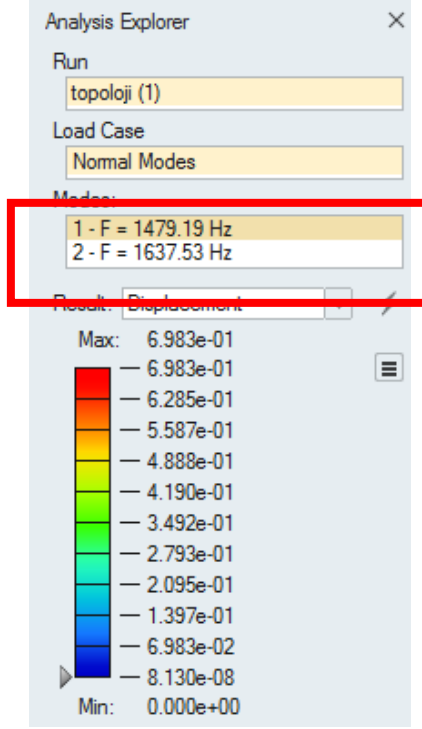 Analysis Explorer
Run
topoloji (1)
Load Case
Normal Modes
Modes:
1 - F = 1479.19 Hz
2 - F = 1637.53 Hz
Result: Displacement
Max: 6.983e-01
6.983e-01
6.285e-01
5.587e-01
4.888e-01
4.190e-01
3.492e-01
2.793e-01
2.095e-01
1.397e-01
6.983e-02
8.130e-08
Min: 0.000e+00